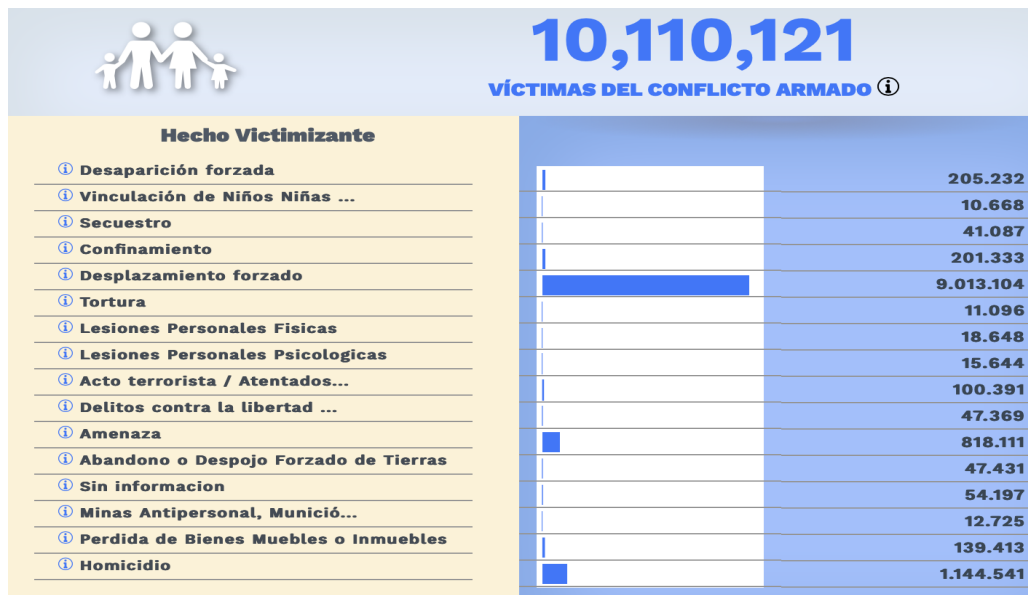 10,110,121
VÍCTIMAS DEL CONFLICTO ARMADO
Hecho Victimizante
Desaparición forzada 205.232
Vinculación de Niños Niñas ... 10.668
Secuestro 41.087
Confinamiento 201.333
Desplazamiento forzado 9.013.104
Tortura 11.096
Lesiones Personales Fisicas 18.648
Lesiones Personales Psicologicas 15.644
Acto terrorista / Atentados... 100.391
Delitos contra la libertad ... 47.369
Amenaza 818.111
Abandono o Despojo Forzado de Tierras 47.431
Sin informacion 54.197
Minas Antipersonal, Munició... 12.725
Perdida de Bienes Muebles o Inmuebles 139.413
Homicidio 1.144.541